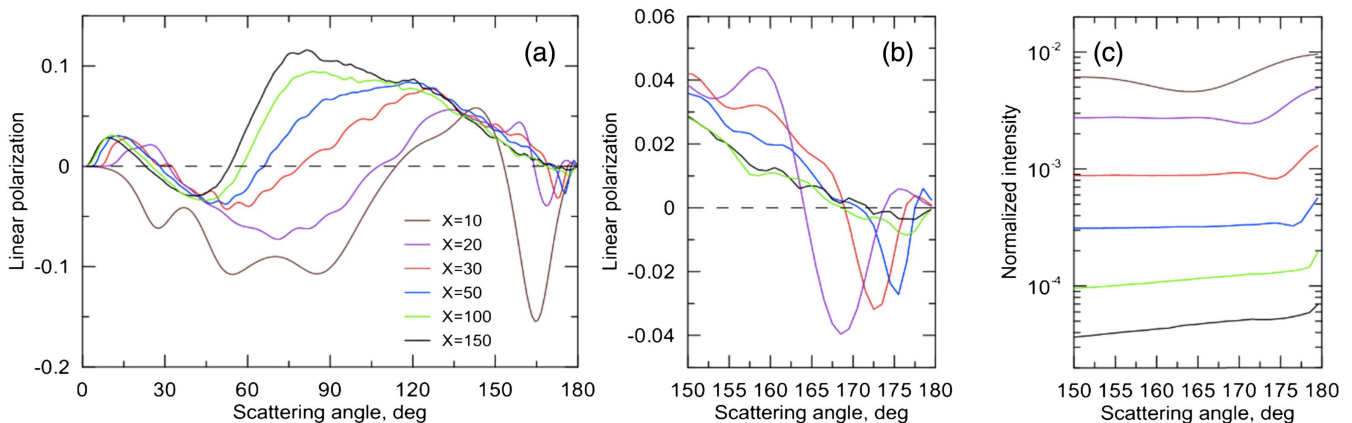 (a)
Linear polarization
0.1
0
-0.1
-0.2
X=10
X=20
X=30
X=50
X=100
X=150
0 30 60 90 120 150 180
Scattering angle, deg
(b)
Linear polarization
0.06
0.04
0.02
0
-0.02
-0.04
150 155 160 165 170 175 180
Scattering angle, deg
(c)
Normalized intensity
10-2
10-3
10-4
150 155 160 165 170 175 180
Scattering angle, deg